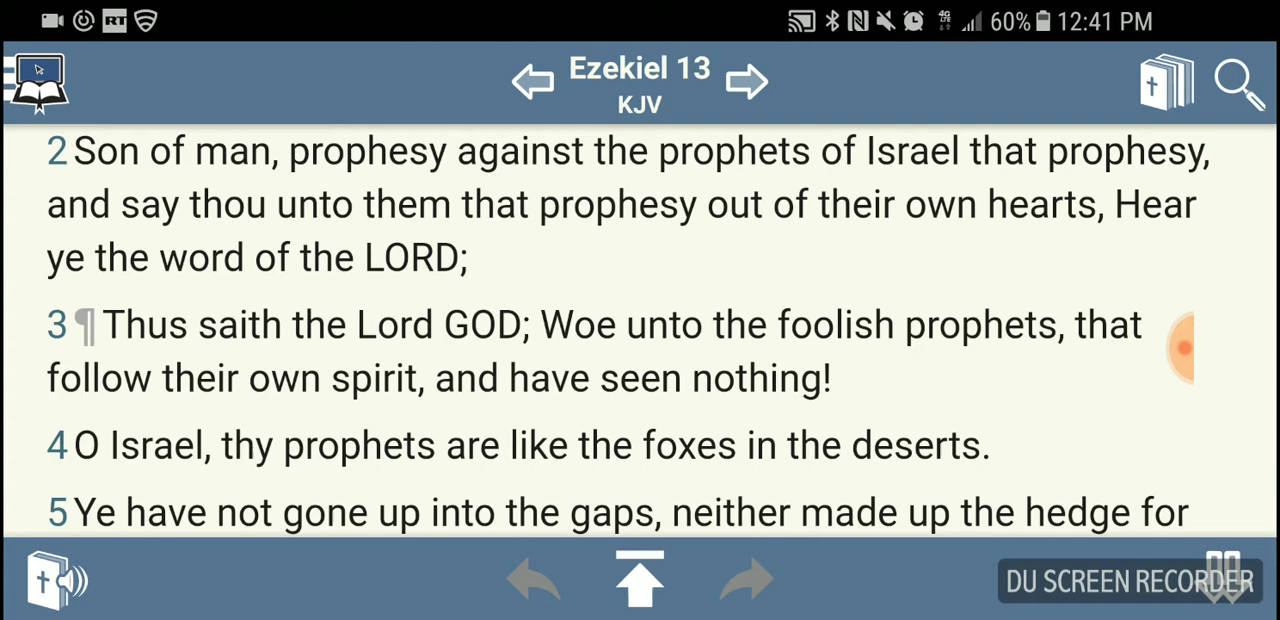 RT 4G LTE 60% 12:41 PM
Ezekiel 13
KJV
2 Son of man, prophesy against the prophets of Israel that prophesy,
and say thou unto them that prophesy out of their own hearts, Hear
ye the word of the LORD;
3 ¶ Thus saith the Lord GOD; Woe unto the foolish prophets, that
follow their own spirit, and have seen nothing!
4 O Israel, thy prophets are like the foxes in the deserts.
5 Ye have not gone up into the gaps, neither made up the hedge for
DU SCREEN RECORDER